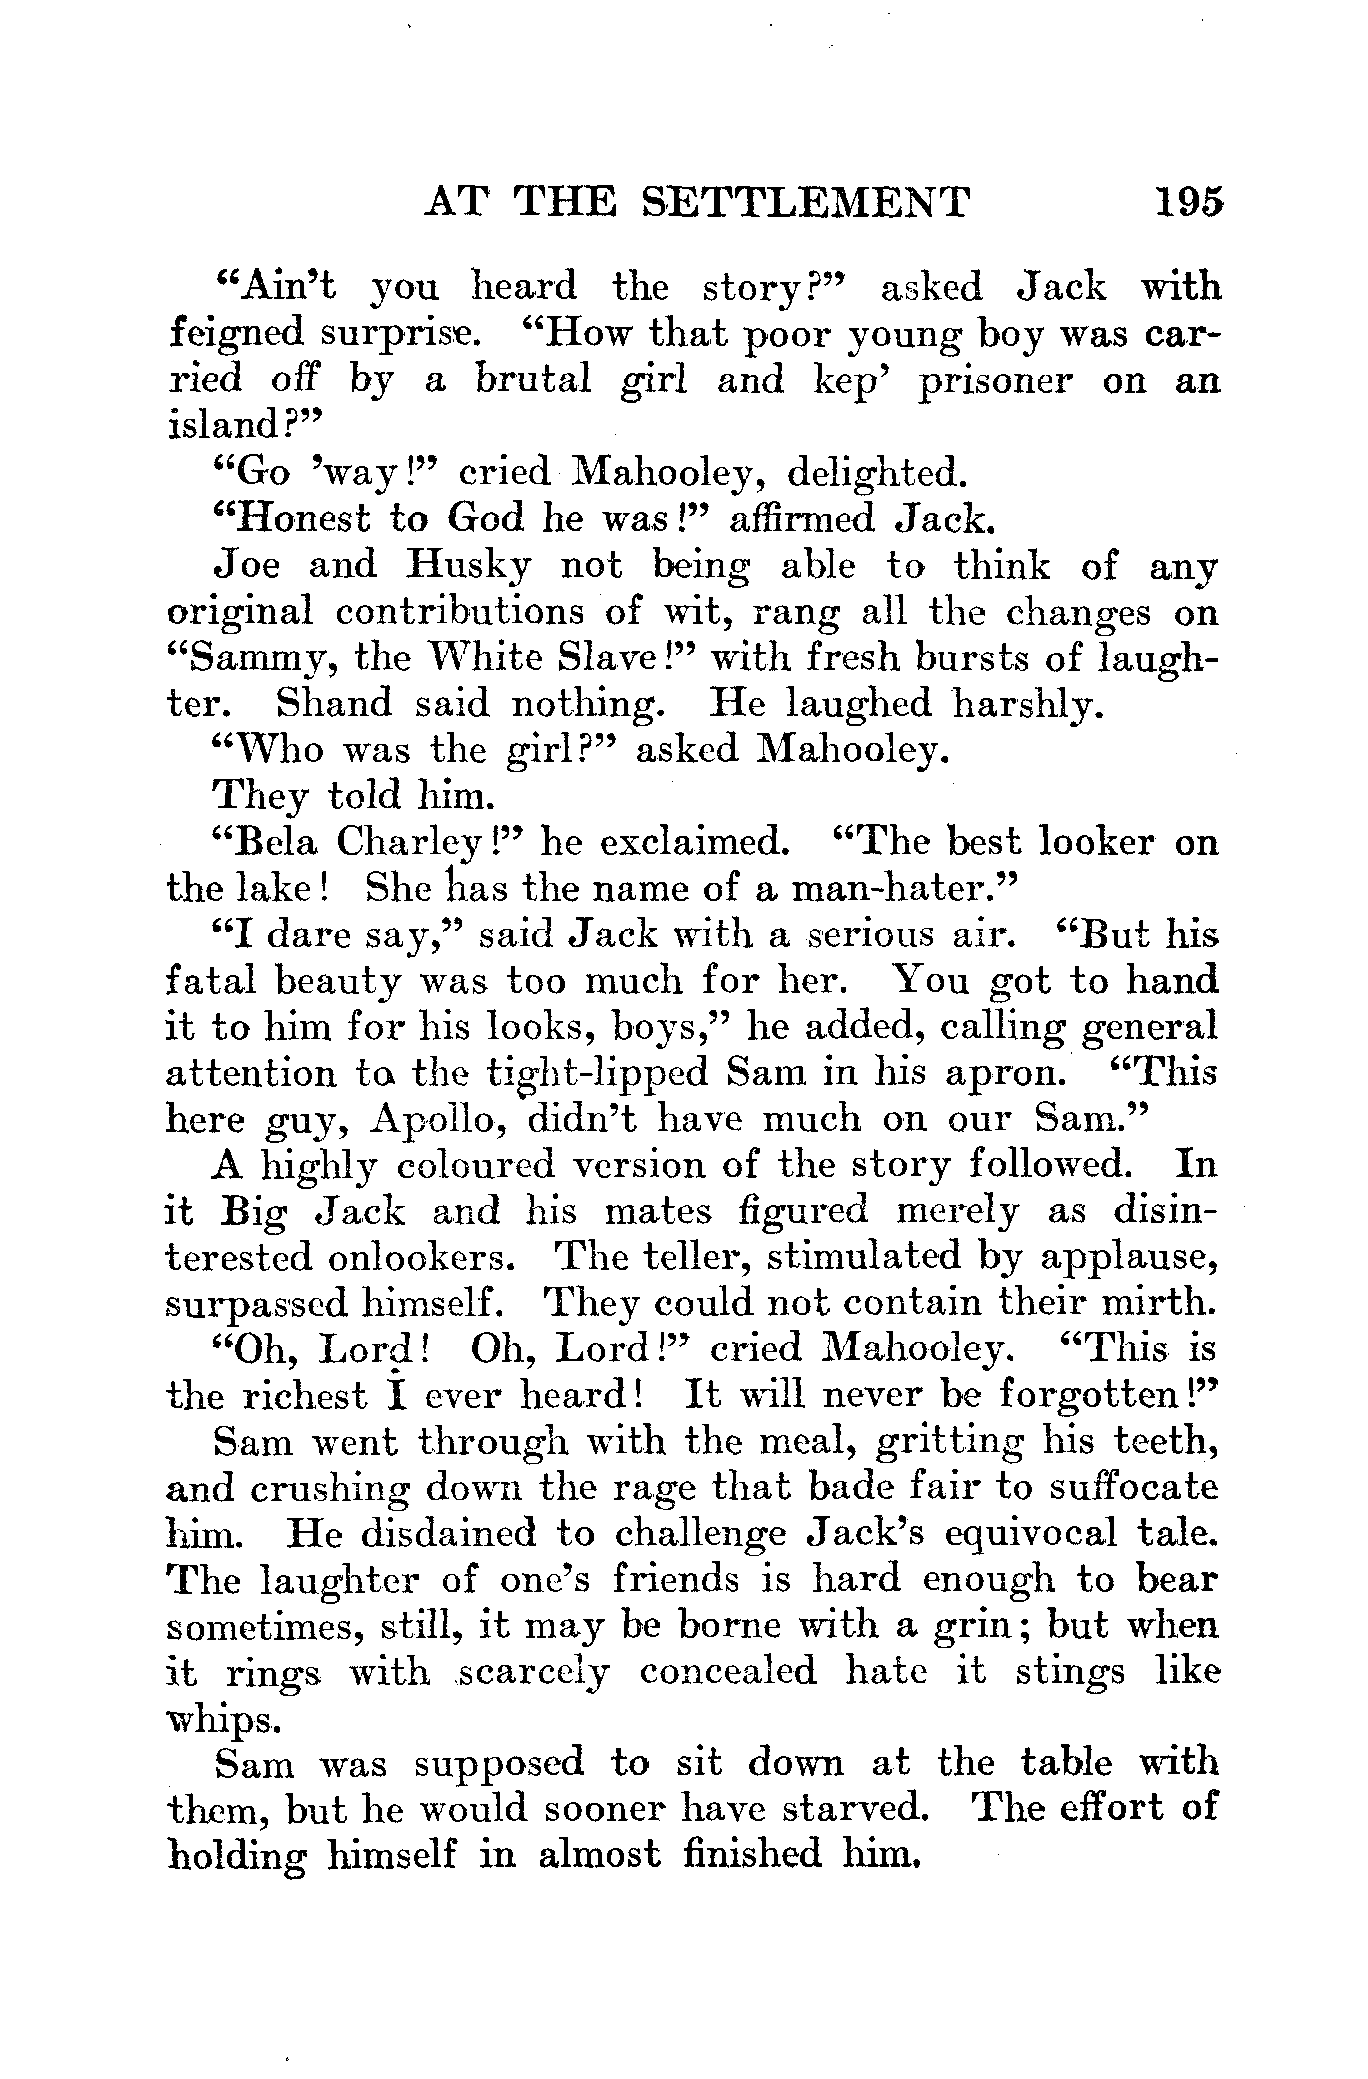 AT THE SETTLEMENT 195
“Ain’t you heard the story?” asked Jack with
feigned surprise. “How that poor young boy was car-
ried off by a brutal girl and kep’ prisoner on an
island?”
“Go ’way!” cried Mahooley, delighted.
“Honest to God he was!” affirmed Jack.
Joe and Husky not being able to think of any
original contributions of wit, rang all the changes on
“Sammy, the White Slave!” with fresh bursts of laugh-
ter. Shand said nothing. He laughed harshly.
“Who was the girl?” asked Mahooley.
They told him.
“Bela Charley!” he exclaimed. “The best looker on
the lake! She has the name of a man-hater.”
“I dare say,” said Jack with a serious air. “But his
fatal beauty was too much for her. You got to hand
it to him for his looks, boys,” he added, calling general
attention to the tight-lipped Sam in his apron. “This
here guy, Apollo, didn’t have much on our Sam.”
A highly coloured version of the story followed. In
it Big Jack and his mates figured merely as disin-
terested onlookers. The teller, stimulated by applause,
surpassed himself. They could not contain their mirth.
“Oh, Lord! Oh, Lord!” cried Mahooley. “This is
the richest I ever heard! It will never be forgotten!”
Sam went through with the meal, gritting his teeth,
and crushing down the rage that bade fair to suffocate
him. He disdained to challenge Jack’s equivocal tale.
The laughter of one’s friends is hard enough to bear
sometimes, still, it may be borne with a grin; but when
it rings with scarcely concealed hate it stings like
whips.
Sam was supposed to sit down at the table with
them, but he would sooner have starved. The effort of
holding himself in almost finished him.